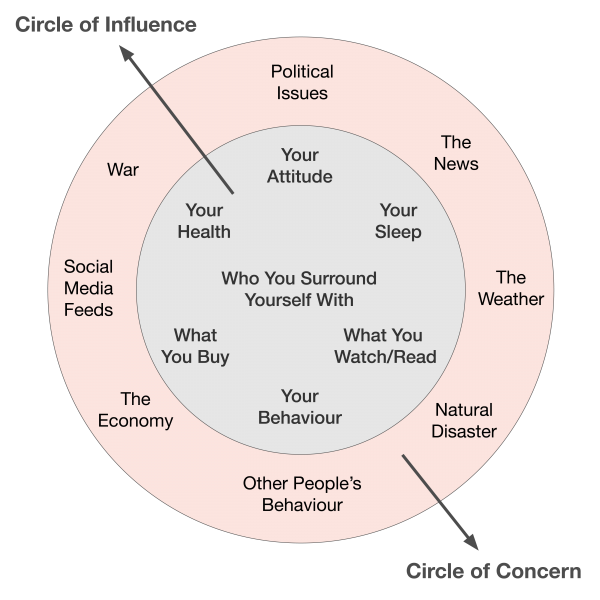 Circle of Influence
Political
Issues
The
News
War
Your
Attitude
Your
Health
Your
Sleep
Social
Media
Feeds
Who You Surround
Yourself With
The
Weather
What
You Buy
What You
Watch/Read
The
Economy
Your
Behaviour
Natural
Disaster
Other People’s
Behaviour
Circle of Concern